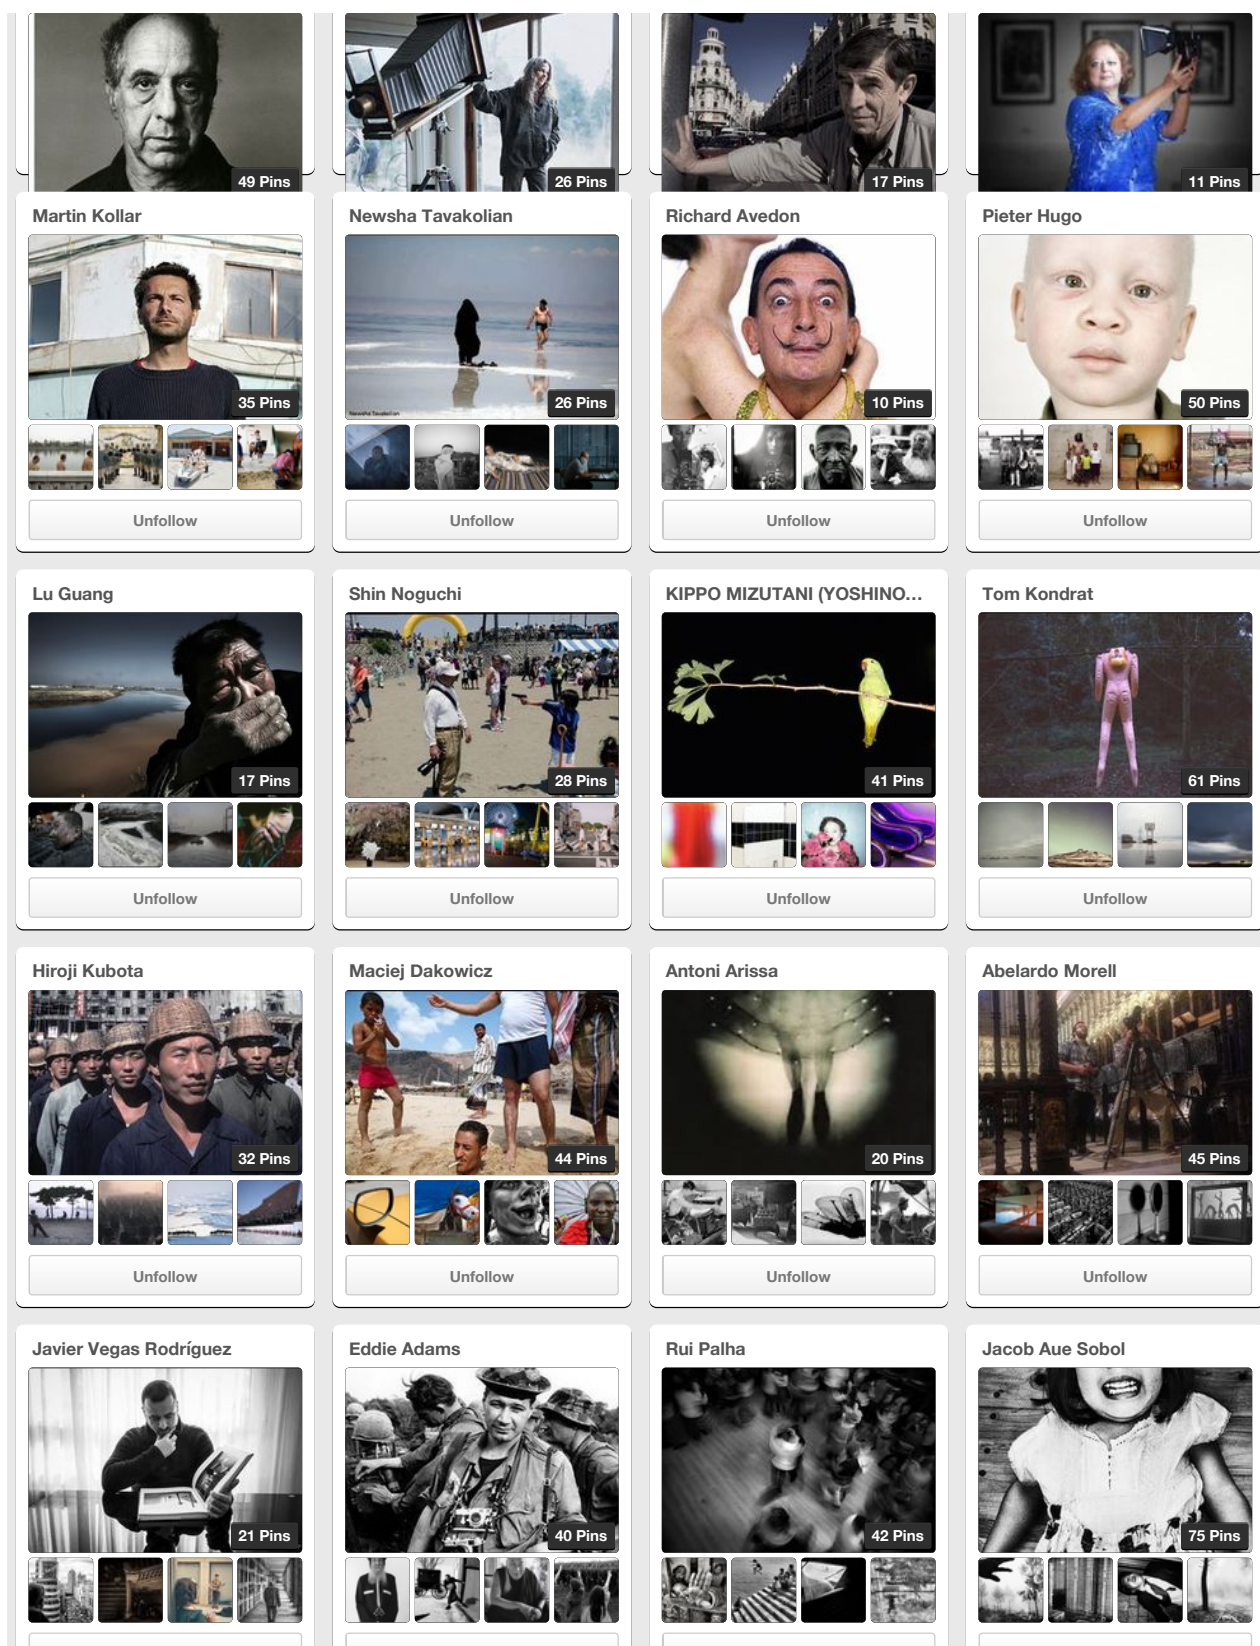 49 Pins
26 Pins
17 Pins
11 Pins
Martin Kollar
Newsha Tavakolian
Richard Avedon
Pieter Hugo
Newsha Tavakolian
35 Pins
26 Pins
10 Pins
50 Pins
Unfollow
Unfollow
Unfollow
Unfollow
Lu Guang
Shin Noguchi
KIPPO MIZUTANI (YOSHINO...
Tom Kondrat
17 Pins
28 Pins
41 Pins
61 Pins
Unfollow
Unfollow
Unfollow
Unfollow
Hiroji Kubota
Maciej Dakowicz
Antoni Arissa
Abelardo Morell
32 Pins
44 Pins
20 Pins
45 Pins
Unfollow
Unfollow
Unfollow
Unfollow
Javier Vegas Rodríguez
Eddie Adams
Rui Palha
Jacob Aue Sobol
21 Pins
40 Pins
42 Pins
75 Pins